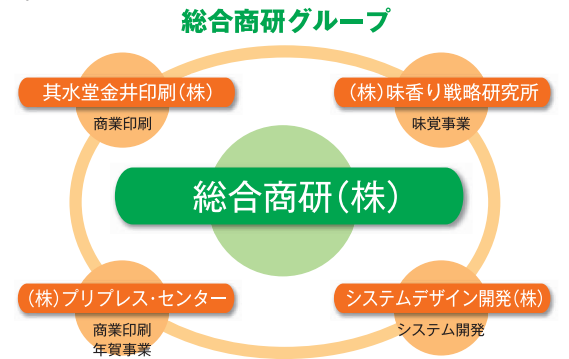 総合商研グループ
其水堂金井印刷（株）
商業印刷
（株）味香り戦略研究所
味覚事業
総合商研（株）
（株）プリプレス・センター
商業印刷
年賀事業
システムデザイン開発（株）
システム開発